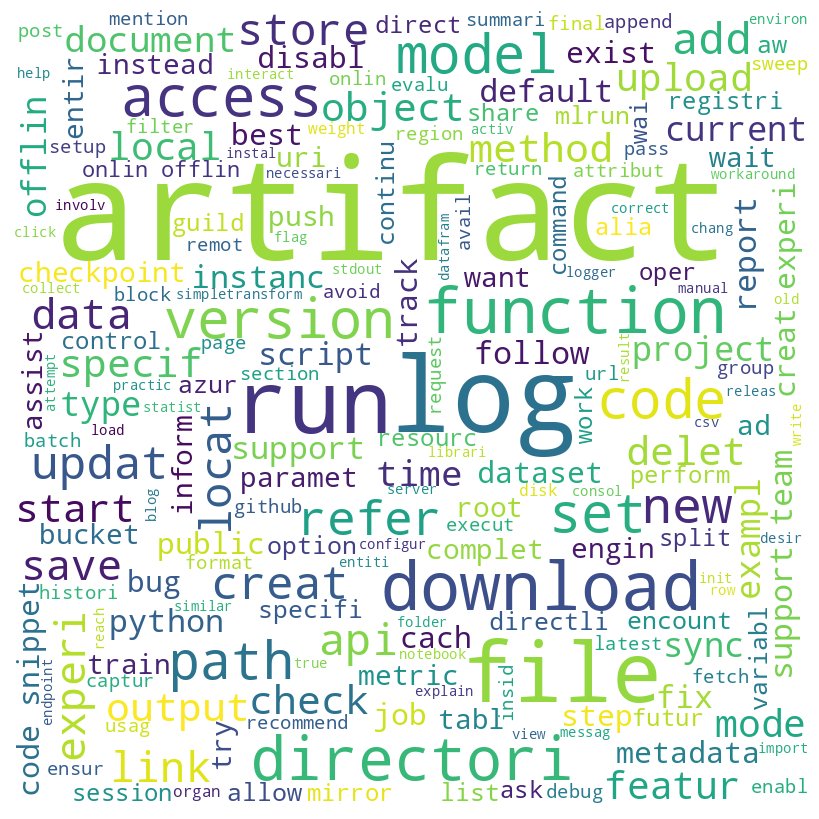 mention
direct
summari
final
append
environ
post
document
store
model
add
aw
help
instead
disabl
exist
sweep
entir
access
interact
onlin
evalu
default
upload
registri
filter
object
share
mlrun
current
offlin
setup
local
best
weight
region
method
activ
wai
pass
wait
onlin offlin
instal
uri
necessari
return
attribut
workaround
involv
artifact
continu
avail
click
guild
push
flag
datafram
command
correct
alia
chang
report
experi
creat
remot
checkpoint
instanc
stdout
track
want
logger
oper
manual
collect
block
simpletransform
avoid
old
data
version
function
control
page
script
follow
request
result
project
assist
attempt
specif
azur
section
url
group
releas
type
practic
statist
run
log
work
code
csv
write
batch
load
support
resourc
librari
ad
delet
updat
locat
inform
paramet
time
dataset
perform
blog
server
disk
consol
start
github
refer
root
set
new
exampl
support team
bucket
public
option
configur
execut
engin
split
desir
save
format
entiti
complet
histori
bug
creat
download
init
row
code snippet
similar
specifi
folder
directli
encount
variabl
python
api
cach
latest
sync
experi
train
reach
path
true
notebook
metric
insid
file
fetch
endpoint
captur
explain
fix
output
check
job
tabl
step
futur
mode
usag
try
recommend
view
messag
ensur
link
directori
metadata
import
session
organ
allow
mirror
list
ask
debug
featur
enabl